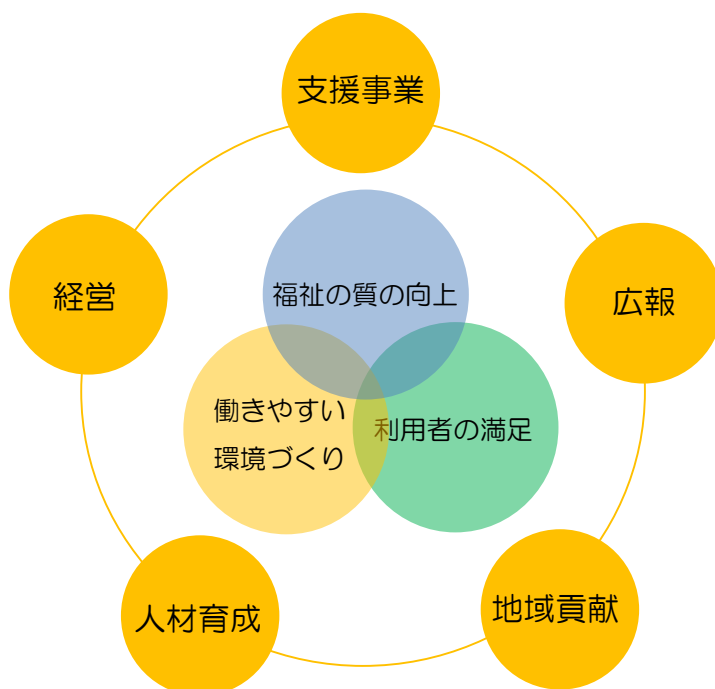 支援事業
経営
福祉の質の向上
広報
働きやすい
環境づくり
利用者の満足
人材育成
地域貢献